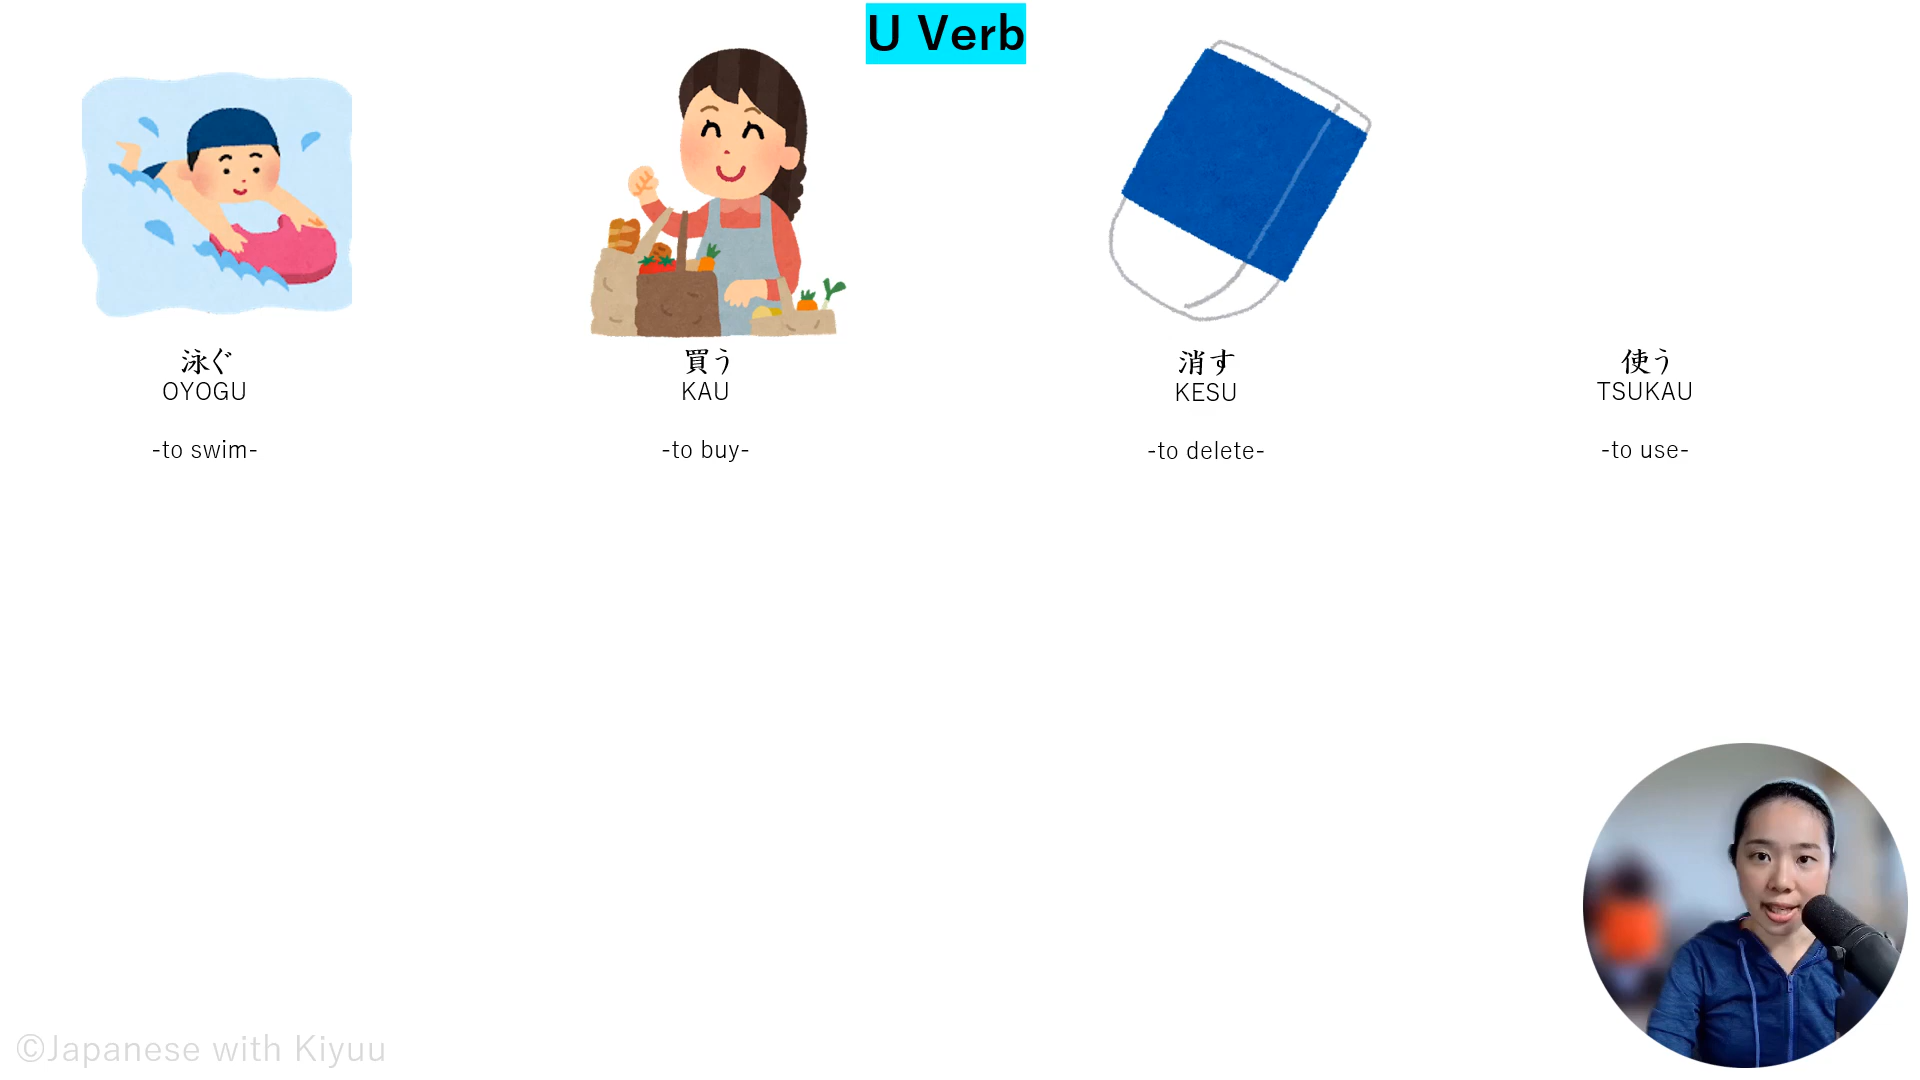 U Verb
泳ぐ
OYOGU
-to swim-
買う
KAU
-to buy-
消す
KESU
-to delete-
使う
TSUKAU
-to use-
©Japanese with Kiyuu